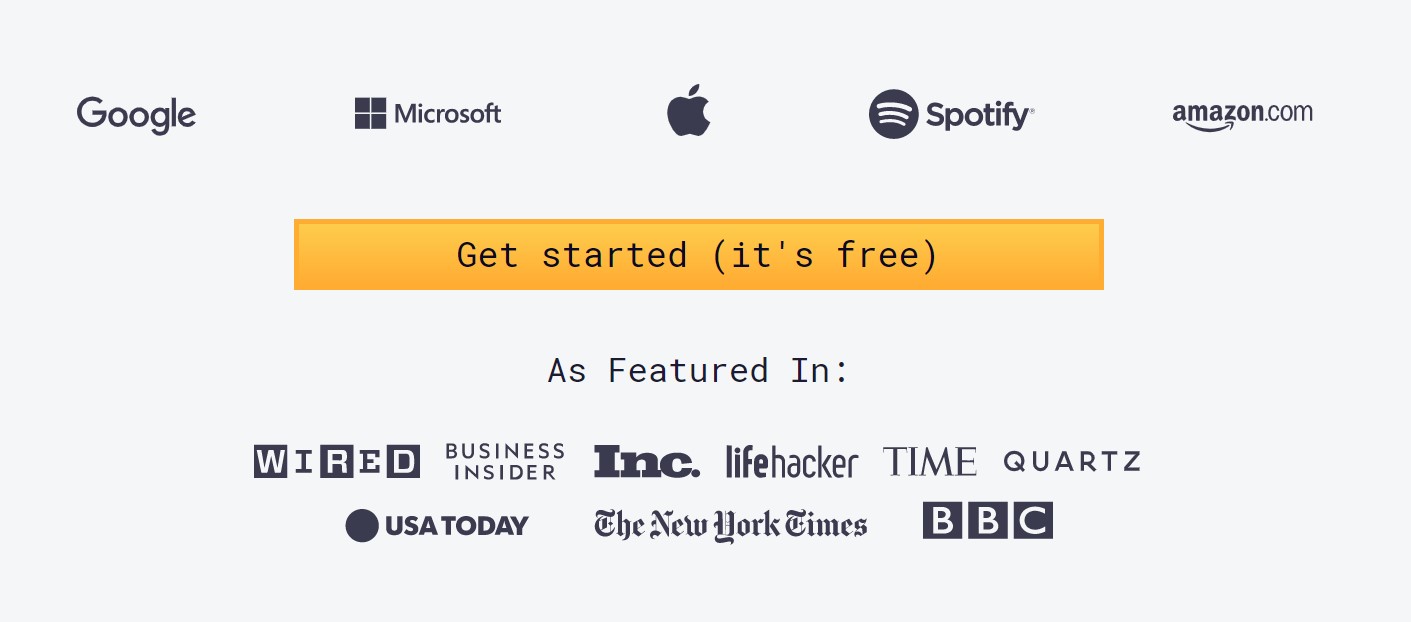 Google Microsoft Spotify® amazon.com
Get started (it's free)
As Featured In:
WIRED BUSINESS INSIDER Inc. lifehacker TIME QUARTZ
USA TODAY The New York Times BBC